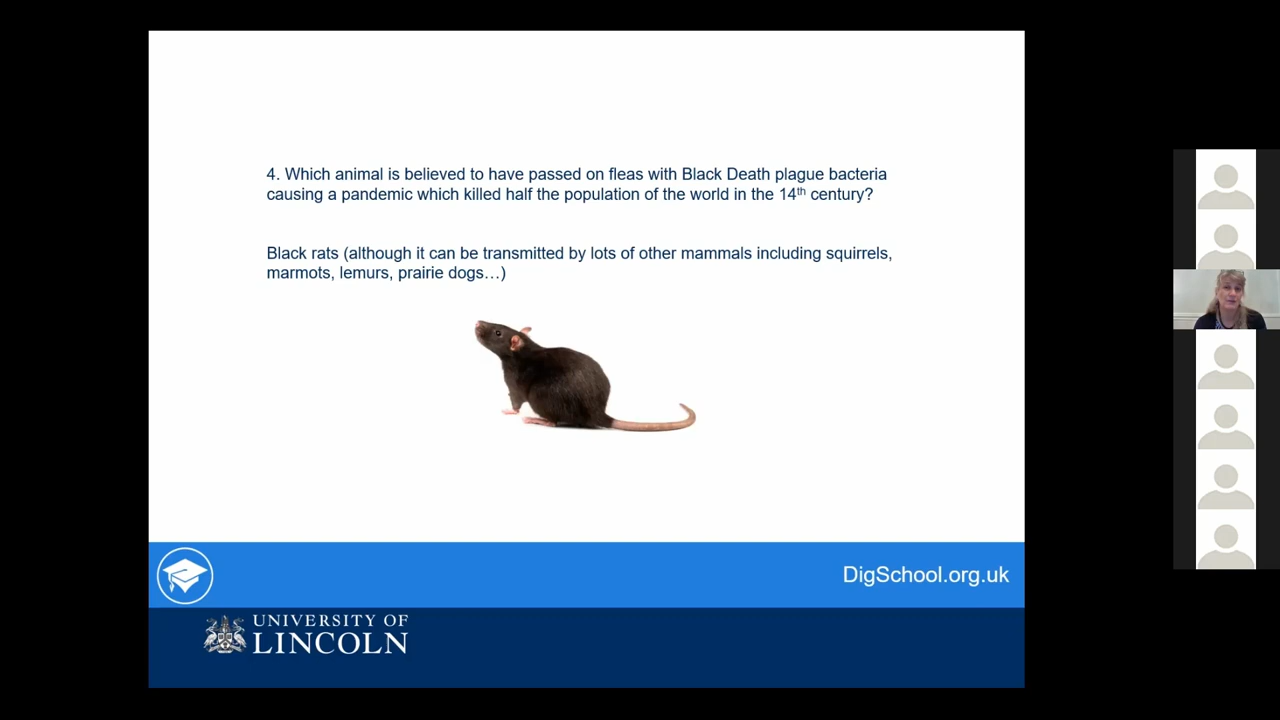 4. Which animal is believed to have passed on fleas with Black Death plague bacteria
causing a pandemic which killed half the population of the world in the 14th century?
Black rats (although it can be transmitted by lots of other mammals including squirrels,
marmots, lemurs, prairie dogs…)
DigSchool.org.uk
UNIVERSITY OF
LINCOLN